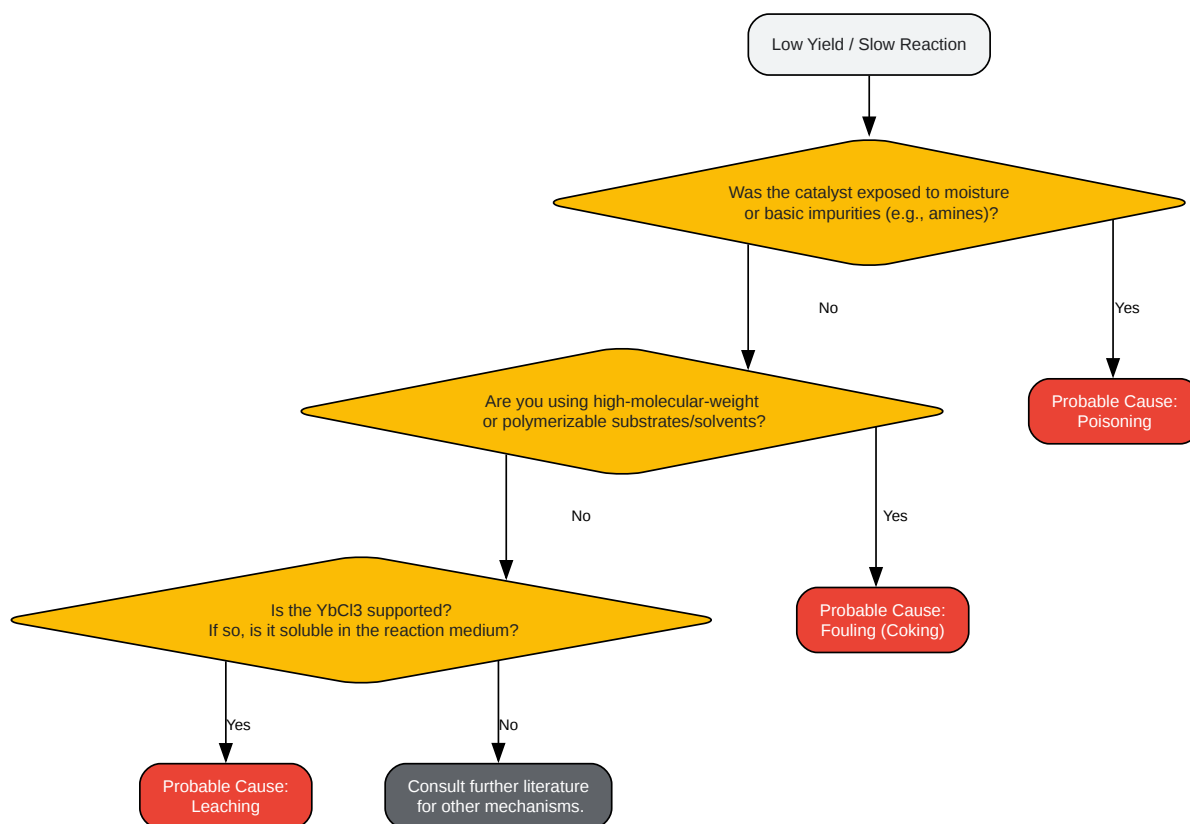 Low Yield / Slow Reaction
Was the catalyst exposed to moisture
or basic impurities (e.g., amines)?
No
Yes
Are you using high-molecular-weight
or polymerizable substrates/solvents?
Probable Cause:
Poisoning
No
Yes
Is the YbCl3 supported?
If so, is it soluble in the reaction medium?
Probable Cause:
Fouling (Coking)
Yes
No
Probable Cause:
Leaching
Consult further literature
for other mechanisms.